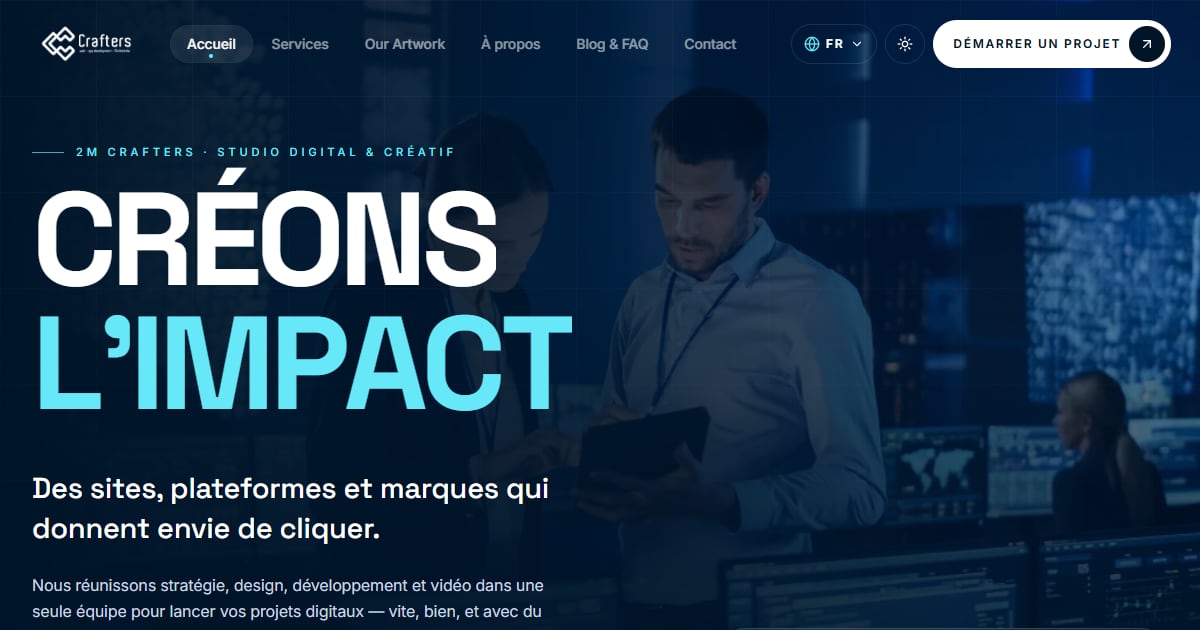 Crafters
Accueil
Services
Our Artwork
À propos
Blog & FAQ
Contact
FR
DÉMARRER UN PROJET
2M CRAFTERS · STUDIO DIGITAL & CRÉATIF
CRÉONS
L’IMPACT
Des sites, plateformes et marques qui
donnent envie de cliquer.
Nous réunissons stratégie, design, développement et vidéo dans une
seule équipe pour lancer vos projets digitaux — vite, bien, et avec du